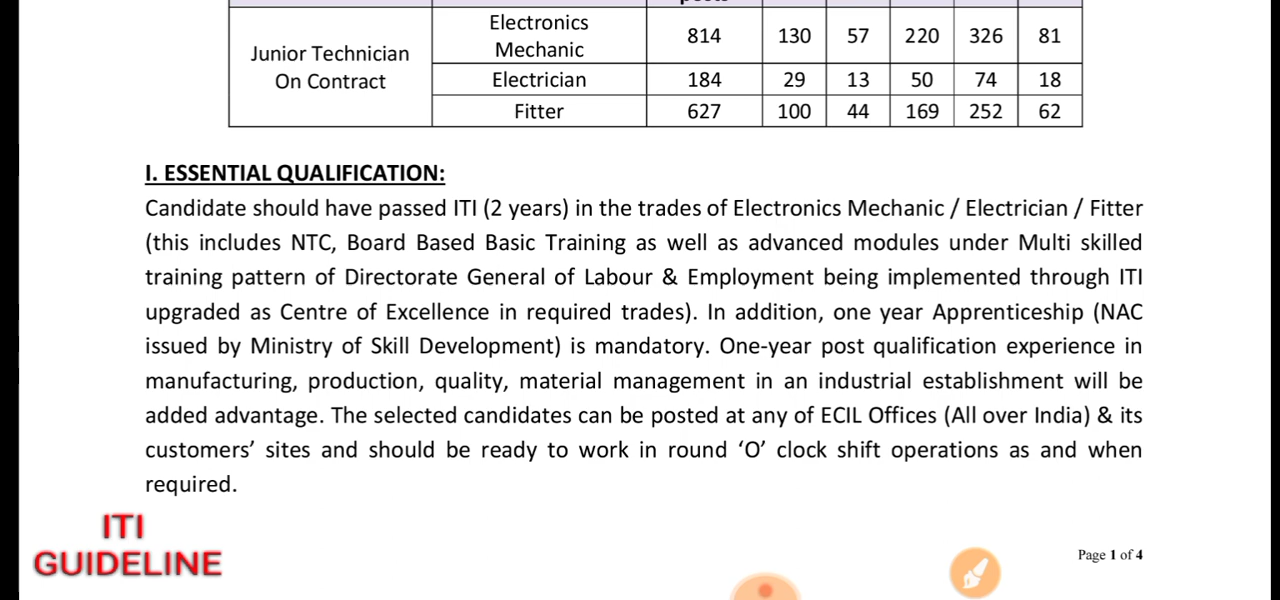 Electronics
Mechanic 814 130 57 220 326 81
Junior Technician
On Contract
Electrician 184 29 13 50 74 18
Fitter 627 100 44 169 252 62
I. ESSENTIAL QUALIFICATION:
Candidate should have passed ITI (2 years) in the trades of Electronics Mechanic / Electrician / Fitter
(this includes NTC, Board Based Basic Training as well as advanced modules under Multi skilled
training pattern of Directorate General of Labour & Employment being implemented through ITI
upgraded as Centre of Excellence in required trades). In addition, one year Apprenticeship (NAC
issued by Ministry of Skill Development) is mandatory. One-year post qualification experience in
manufacturing, production, quality, material management in an industrial establishment will be
added advantage. The selected candidates can be posted at any of ECIL Offices (All over India) & its
customers’ sites and should be ready to work in round ‘O’ clock shift operations as and when
required.
ITI
GUIDELINE
Page 1 of 4